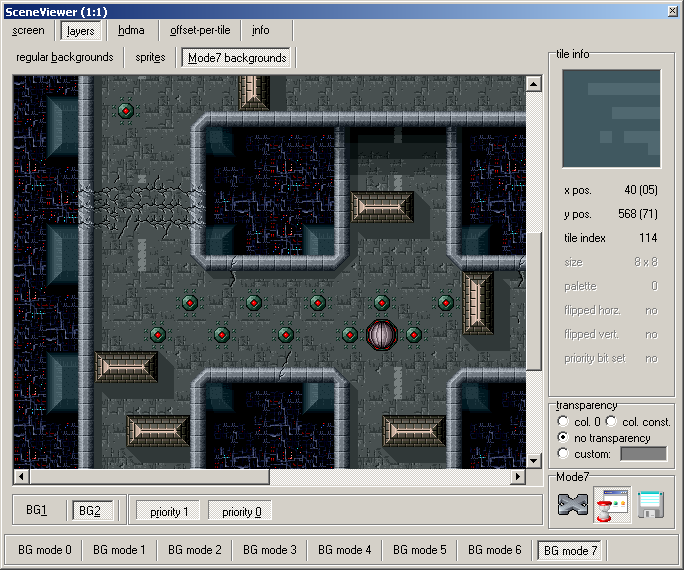 SceneViewer (1:1)
screen layers hdma offset-per-tile info
regular backgrounds sprites Mode7 backgrounds
tile info
x pos. 40 (05)
y pos. 568 (71)
tile index 114
size 8 x 8
palette 0
flipped horz. no
flipped vert. no
priority bit set no
transparency
col. 0 col. const.
no transparency
custom:
Mode7
BG1 BG2 priority 1 priority 0
BG mode 0 BG mode 1 BG mode 2 BG mode 3 BG mode 4 BG mode 5 BG mode 6 BG mode 7